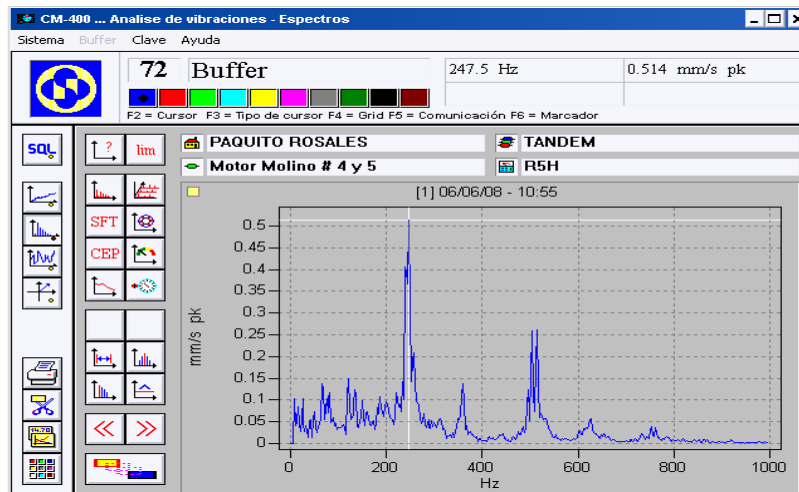 CM-400 ... Analise de vibraciones - Espectros
Sistema Buffer Clave Ayuda
72 Buffer 247.5 Hz 0.514 mm/s pk
F2 = Cursor F3 = Tipo de cursor F4 = Grid F5 = Comunicación F6 = Marcador
SQL ? lim PAQUITO ROSALES TANDEM
Motor Molino # 4 y 5 R5H
[1] 06/06/08 - 10:55
SFT
CEP
14.78
mm/s pk
0.5
0.45
0.4
0.35
0.3
0.25
0.2
0.15
0.1
0.05
0
0 200 400 600 800 1000
Hz